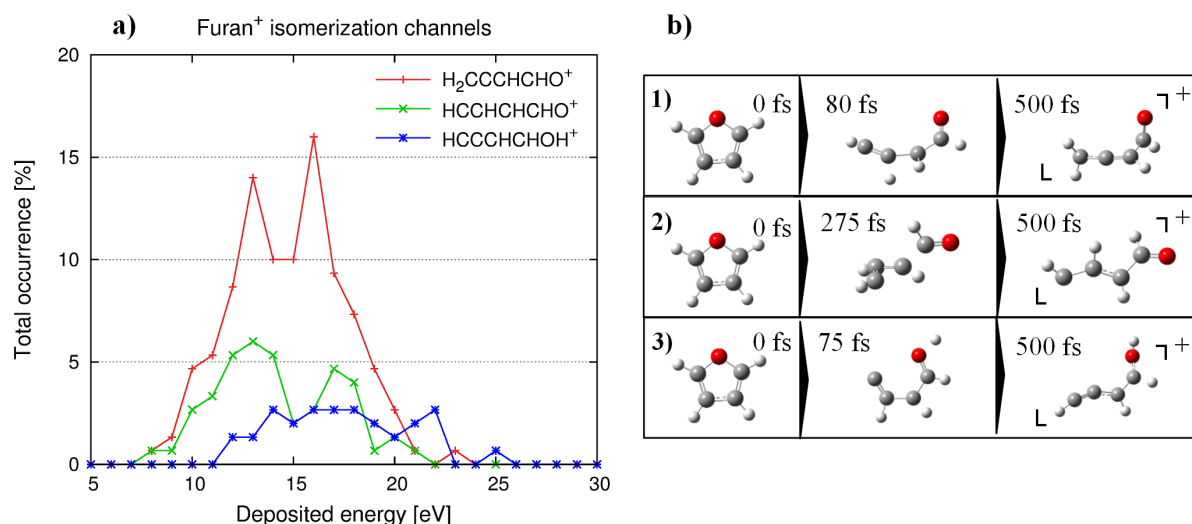 a)
Furan⁺ isomerization channels
Total occurrence [%]
20
15
10
5
0
H₂CCCHCHO⁺
HCCHCHCHO⁺
HCCCHCHOH⁺
5 10 15 20 25 30
Deposited energy [eV]
b)
1) 0 fs 80 fs 500 fs ⁺
2) 0 fs 275 fs 500 fs ⁺
3) 0 fs 75 fs 500 fs ⁺